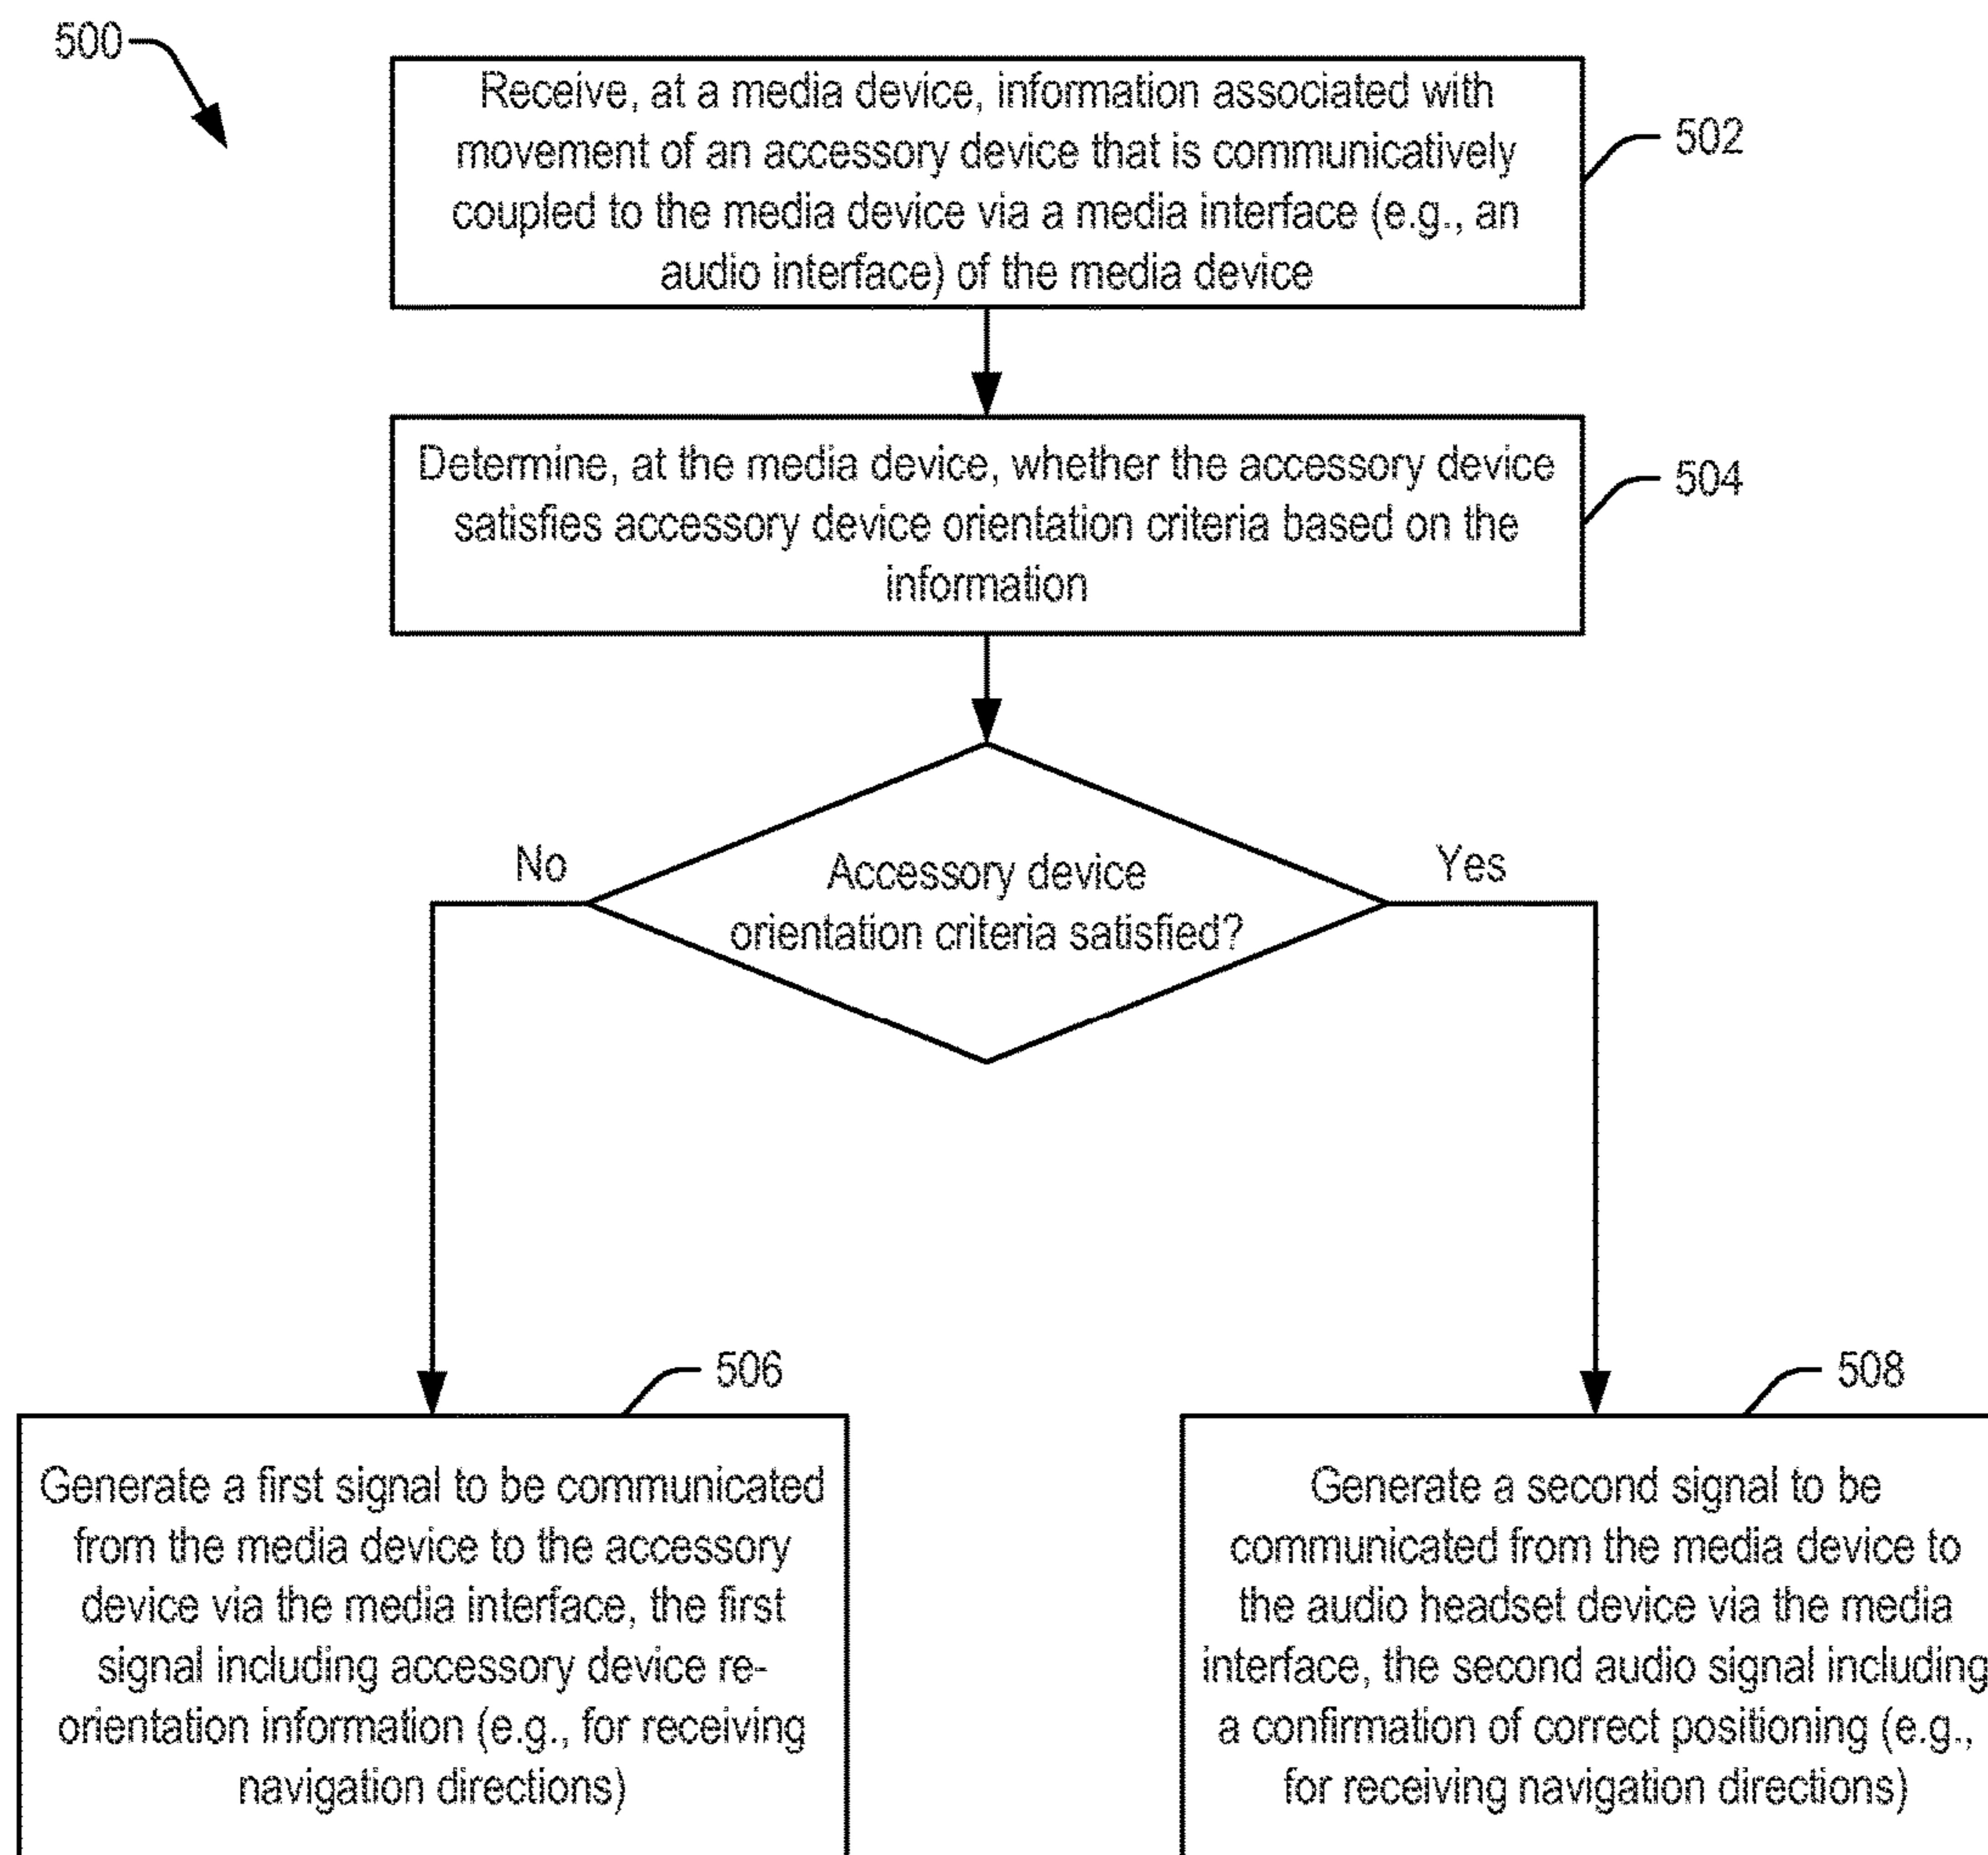 500
Receive, at a media device, information associated with
movement of an accessory device that is communicatively
coupled to the media device via a media interface (e.g., an
audio interface) of the media device
502
Determine, at the media device, whether the accessory device
satisfies accessory device orientation criteria based on the
information
504
No
Accessory device
orientation criteria satisfied?
Yes
506
Generate a first signal to be communicated
from the media device to the accessory
device via the media interface, the first
signal including accessory device re-
orientation information (e.g., for receiving
navigation directions)
508
Generate a second signal to be
communicated from the media device to
the audio headset device via the media
interface, the second audio signal including
a confirmation of correct positioning (e.g.,
for receiving navigation directions)